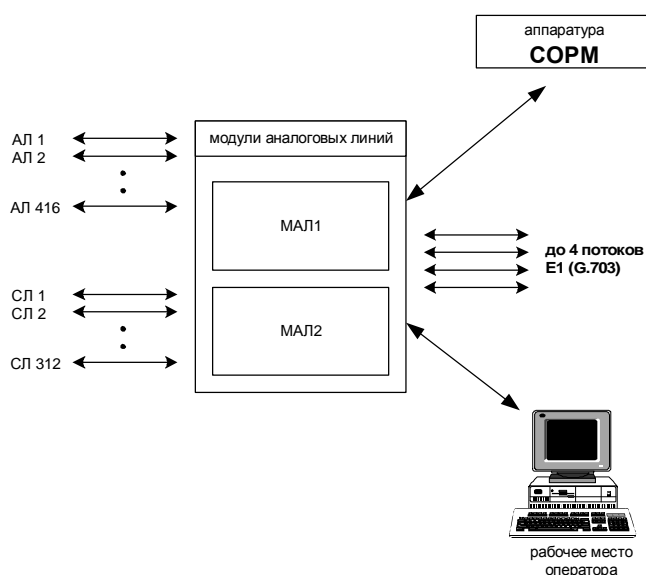 аппаратура
СОРМ
модули аналоговых линий
АЛ 1
АЛ 2
АЛ 416
МАЛ1
до 4 потоков
Е1 (G.703)
СЛ 1
СЛ 2
СЛ 312
МАЛ2
рабочее место
оператора